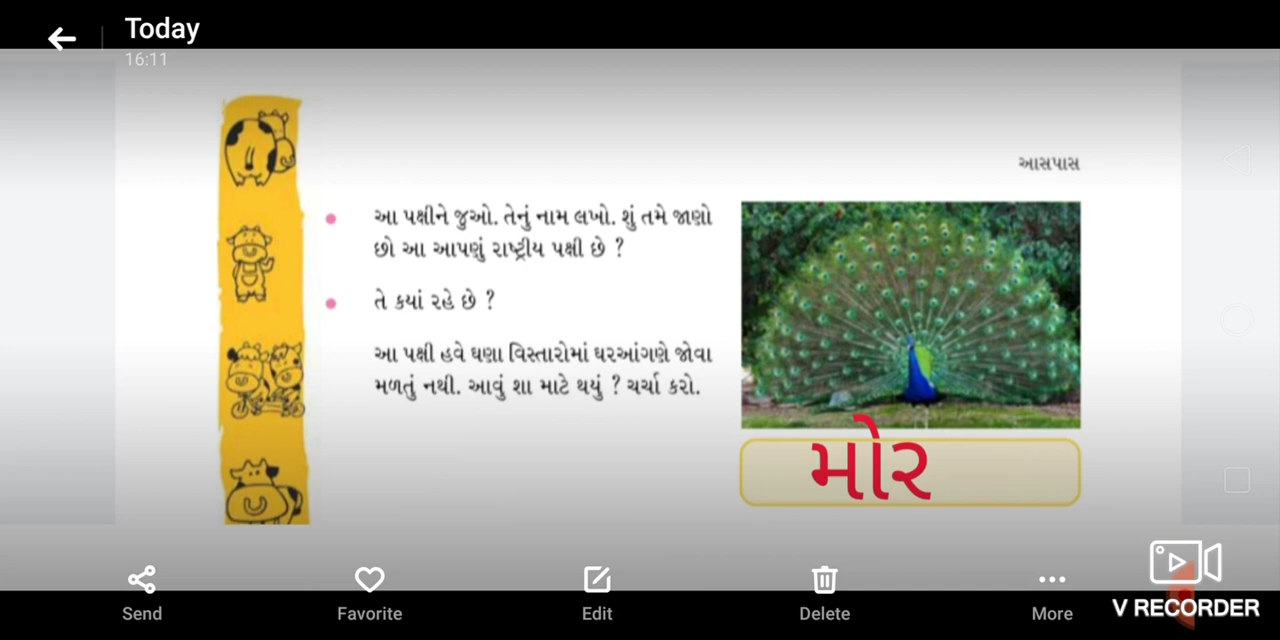 Today
16:11
આસપાસ
આ પક્ષીને જુઓ. તેનું નામ લખો. શું તમે જાણો
છો આ આપણું રાષ્ટ્રીય પક્ષી છે ?
તે કયાં રહે છે ?
આ પક્ષી હવે ઘણા વિસ્તારોમાં ઘરઆંગણે જોવા
મળતું નથી. આવું શા માટે થયું ? ચર્ચા કરો.
મોર
Send
Favorite
Edit
Delete
More
V RECORDER